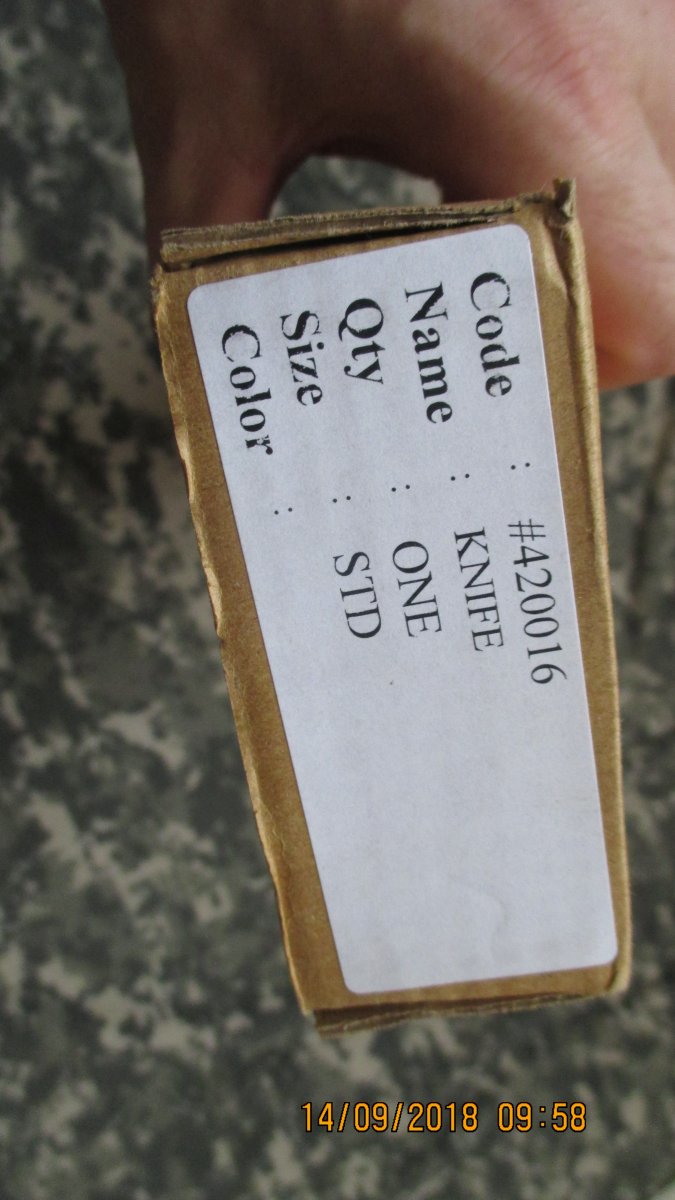 Code : #420016
Name : KNIFE
Qty : ONE
Size : STD
Color :
14/09/2018 09:58